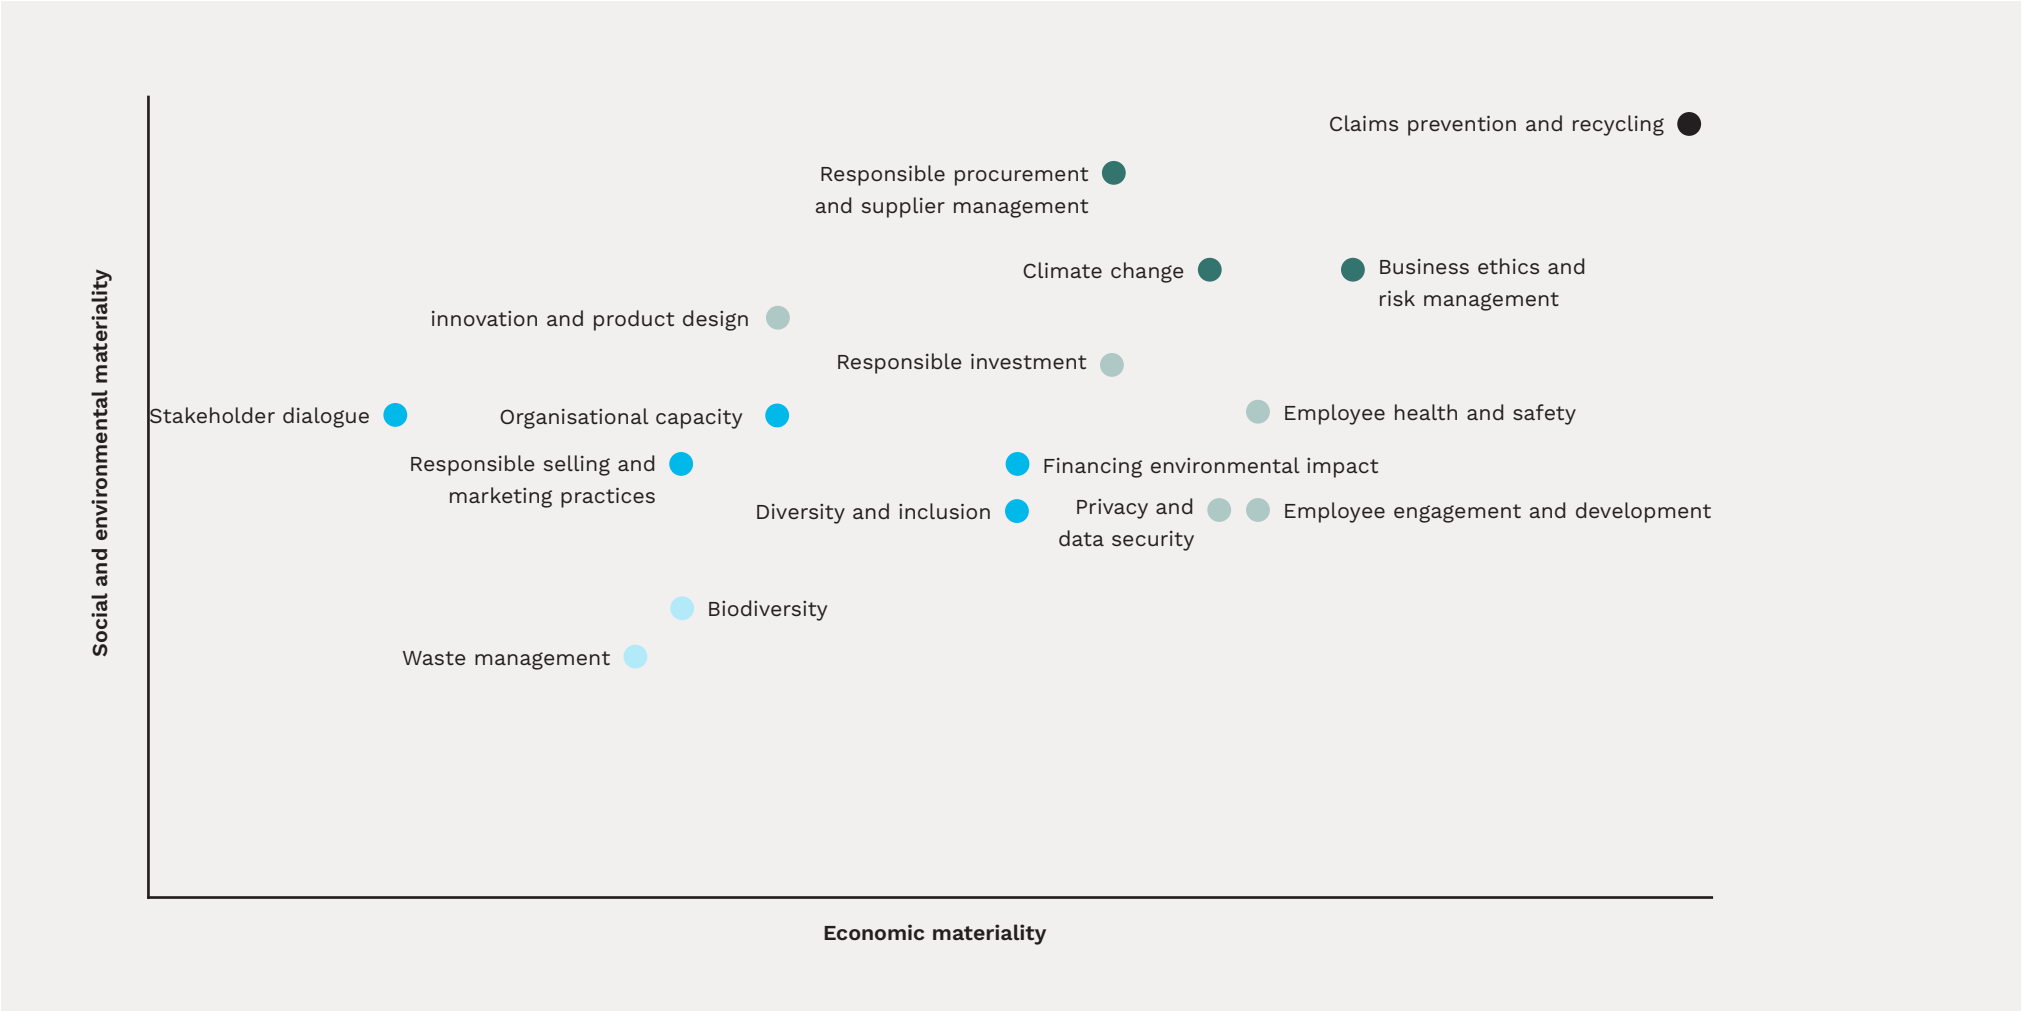 Claims prevention and recycling
Responsible procurement
and supplier management
Climate change
Business ethics and
risk management
innovation and product design
Responsible investment
Stakeholder dialogue
Organisational capacity
Employee health and safety
Responsible selling and
marketing practices
Financing environmental impact
Diversity and inclusion
Privacy and
data security
Employee engagement and development
Biodiversity
Waste management
Social and environmental materiality
Economic materiality